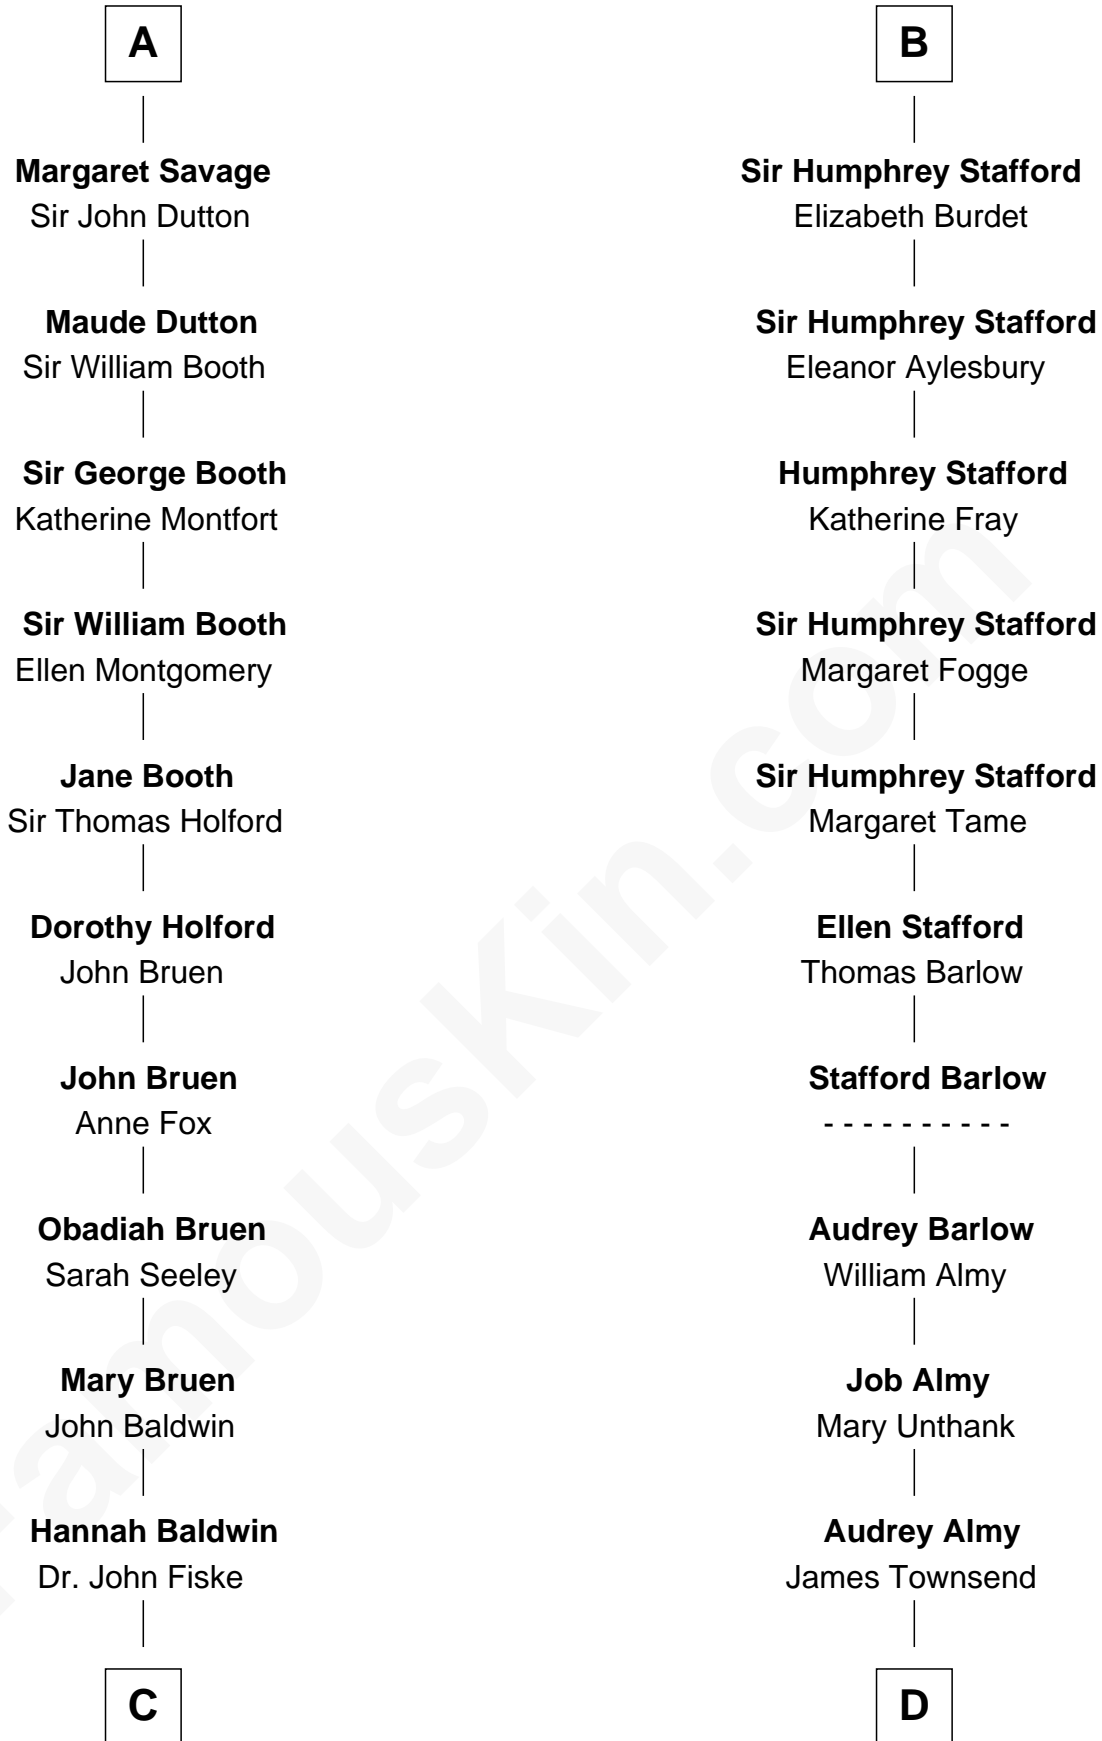 A
Margaret Savage
Sir John Dutton
Maude Dutton
Sir William Booth
Sir George Booth
Katherine Montfort
Sir William Booth
Ellen Montgomery
Jane Booth
Sir Thomas Holford
Dorothy Holford
John Bruen
John Bruen
Anne Fox
Obadiah Bruen
Sarah Seeley
Mary Bruen
John Baldwin
Hannah Baldwin
Dr. John Fiske
C
B
Sir Humphrey Stafford
Elizabeth Burdet
Sir Humphrey Stafford
Eleanor Aylesbury
Humphrey Stafford
Katherine Fray
Sir Humphrey Stafford
Margaret Fogge
Sir Humphrey Stafford
Margaret Tame
Ellen Stafford
Thomas Barlow
Stafford Barlow
- - - - - - - - - -
Audrey Barlow
William Almy
Job Almy
Mary Unthank
Audrey Almy
James Townsend
D
FamousKin.com